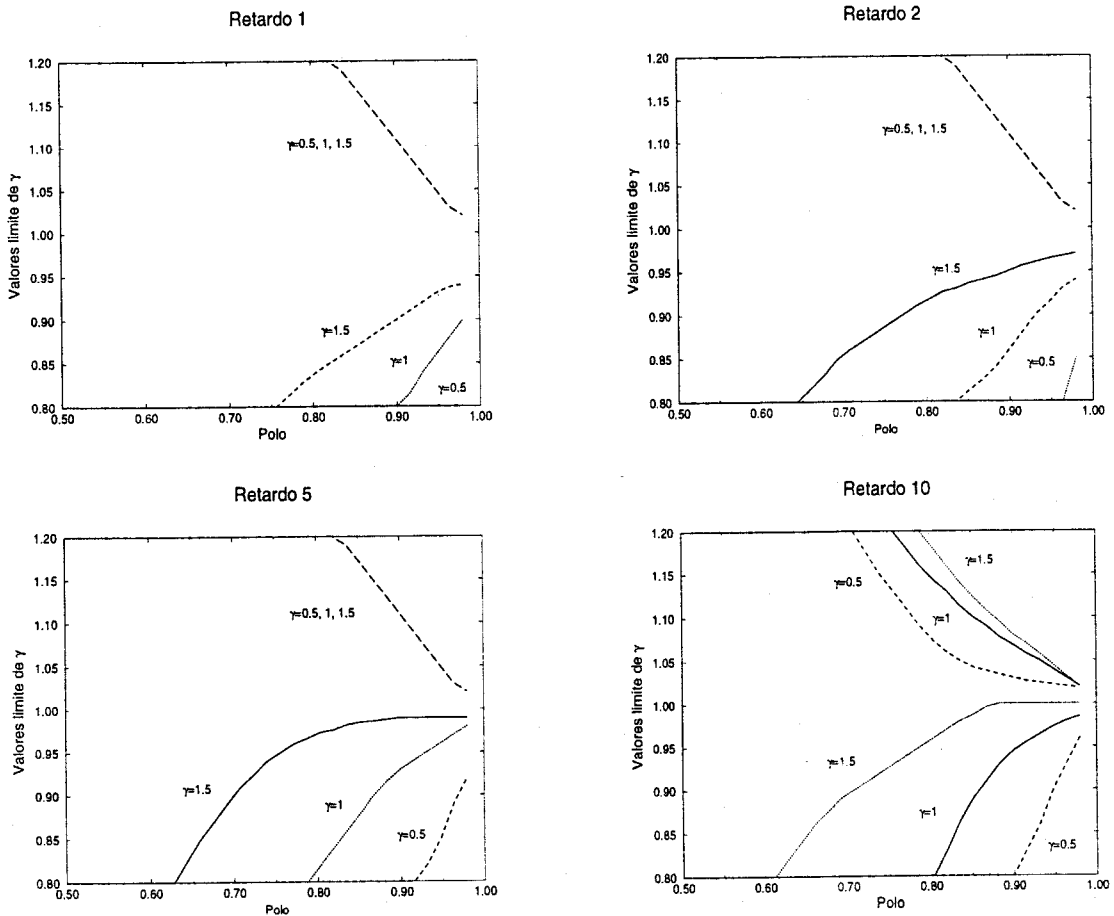 Retardo 1
1.20
1.15
1.10
1.05
1.00
0.95
0.90
0.85
0.80
Valores limite de γ
γ=0.5, 1, 1.5
γ=1.5
γ=1
γ=0.5
0.50 0.60 0.70 0.80 0.90 1.00
Polo
Retardo 2
1.20
1.15
1.10
1.05
1.00
0.95
0.90
0.85
0.80
Valores limite de γ
γ=0.5, 1, 1.5
γ=1.5
γ=1
γ=0.5
0.50 0.60 0.70 0.80 0.90 1.00
Polo
Retardo 5
1.20
1.15
1.10
1.05
1.00
0.95
0.90
0.85
0.80
Valores limite de γ
γ=0.5, 1, 1.5
γ=1.5
γ=1
γ=0.5
0.50 0.60 0.70 0.80 0.90 1.00
Polo
Retardo 10
1.20
1.15
1.10
1.05
1.00
0.95
0.90
0.85
0.80
Valores limite de γ
γ=1.5
γ=0.5
γ=1
γ=1.5
γ=1
γ=0.5
0.50 0.60 0.70 0.80 0.90 1.00
Polo